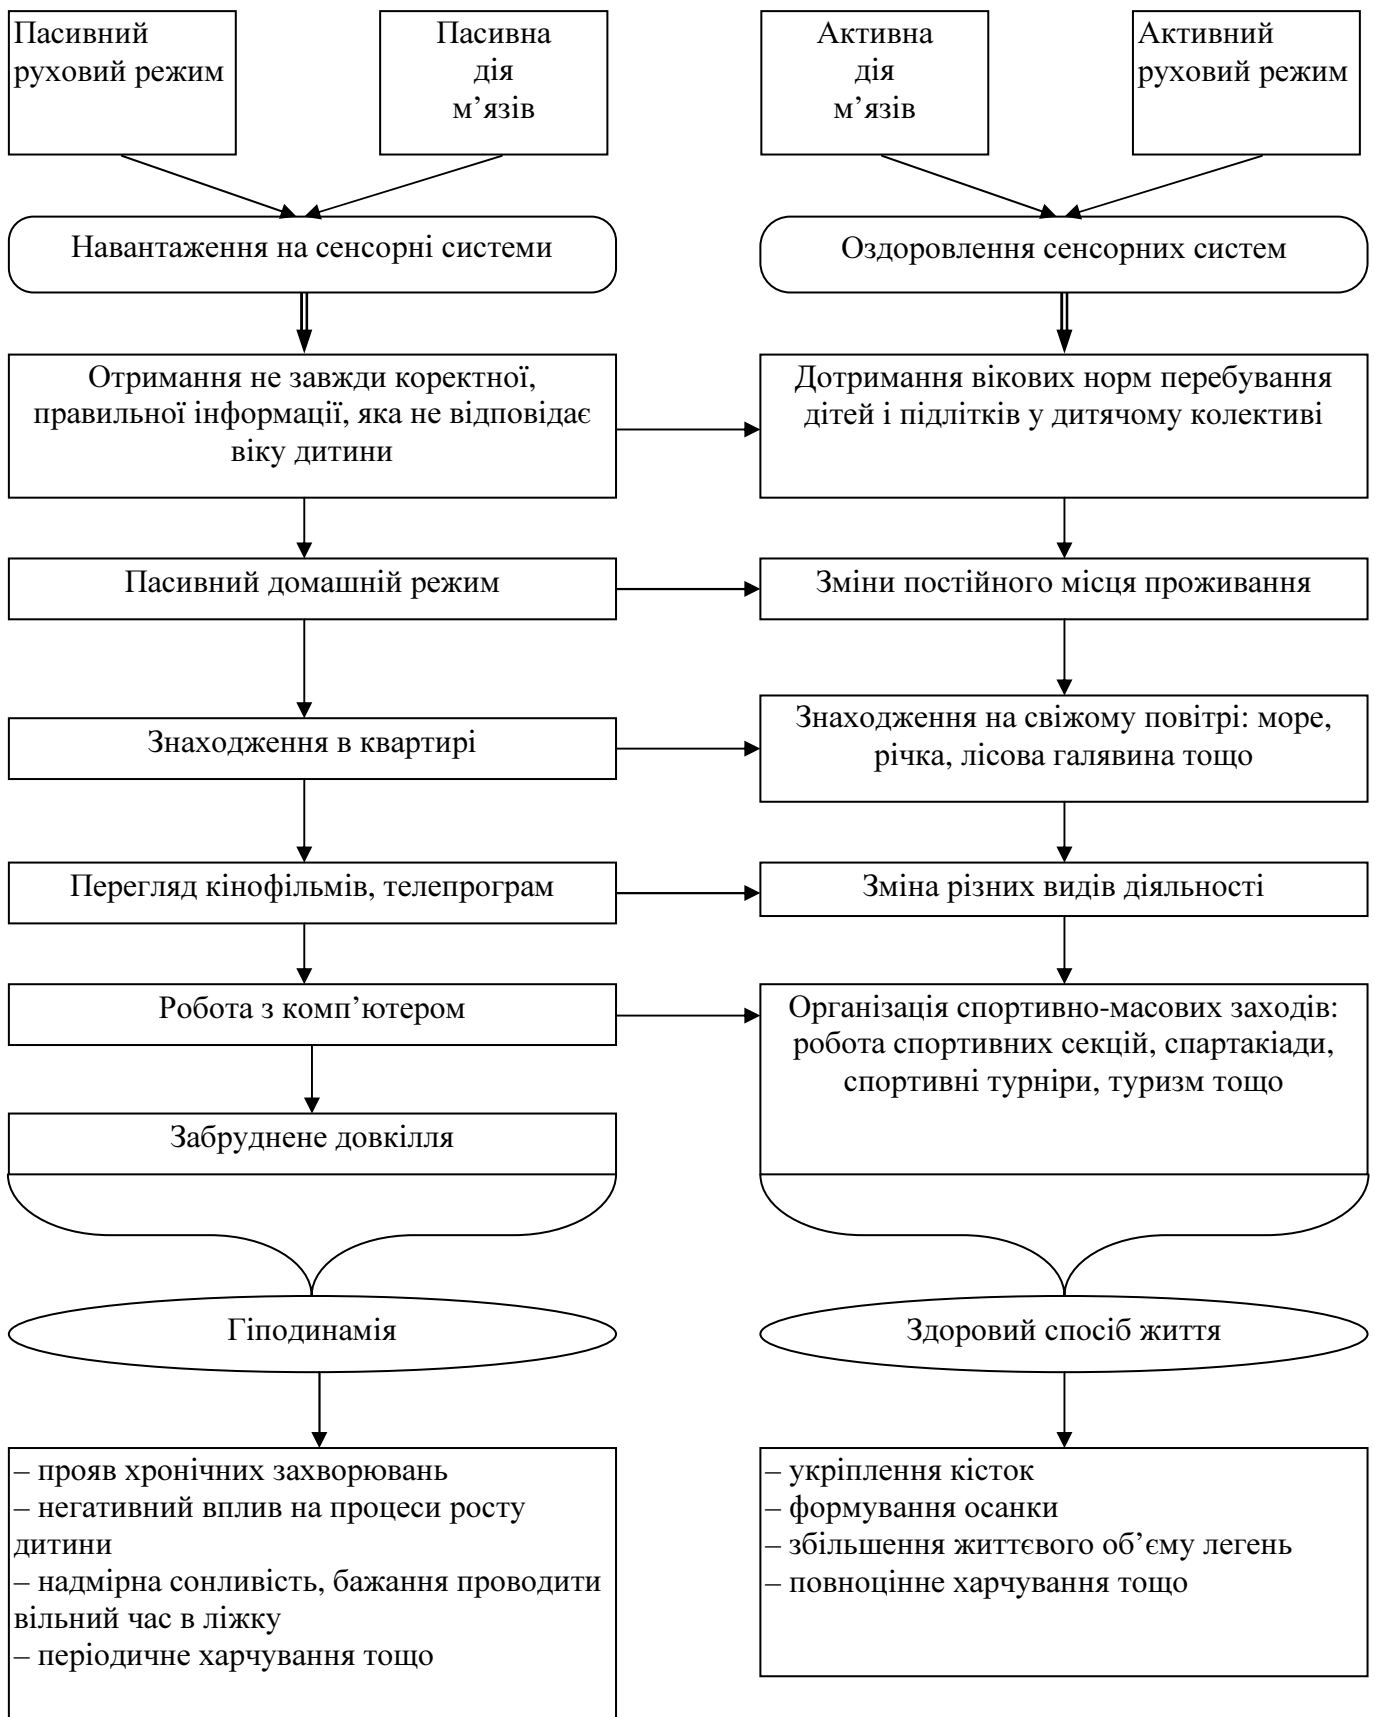 Пасивний
руховий режим
Пасивна
дія
м’язів
Активна
дія
м’язів
Активний
руховий режим
Навантаження на сенсорні системи
Оздоровлення сенсорних систем
Отримання не завжди коректної,
правильної інформації, яка не відповідає
віку дитини
Дотримання вікових норм перебування
дітей і підлітків у дитячому колективі
Пасивний домашній режим
Зміни постійного місця проживання
Знаходження в квартирі
Знаходження на свіжому повітрі: море,
річка, лісова галявина тощо
Перегляд кінофільмів, телепрограм
Зміна різних видів діяльності
Робота з комп’ютером
Організація спортивно-масових заходів:
робота спортивних секцій, спартакіади,
спортивні турніри, туризм тощо
Забруднене довкілля
Гіподинамія
Здоровий спосіб життя
– прояв хронічних захворювань
– негативний вплив на процеси росту
дитини
– надмірна сонливість, бажання проводити
вільний час в ліжку
– періодичне харчування тощо
– укріплення кісток
– формування осанки
– збільшення життєвого об’єму легень
– повноцінне харчування тощо